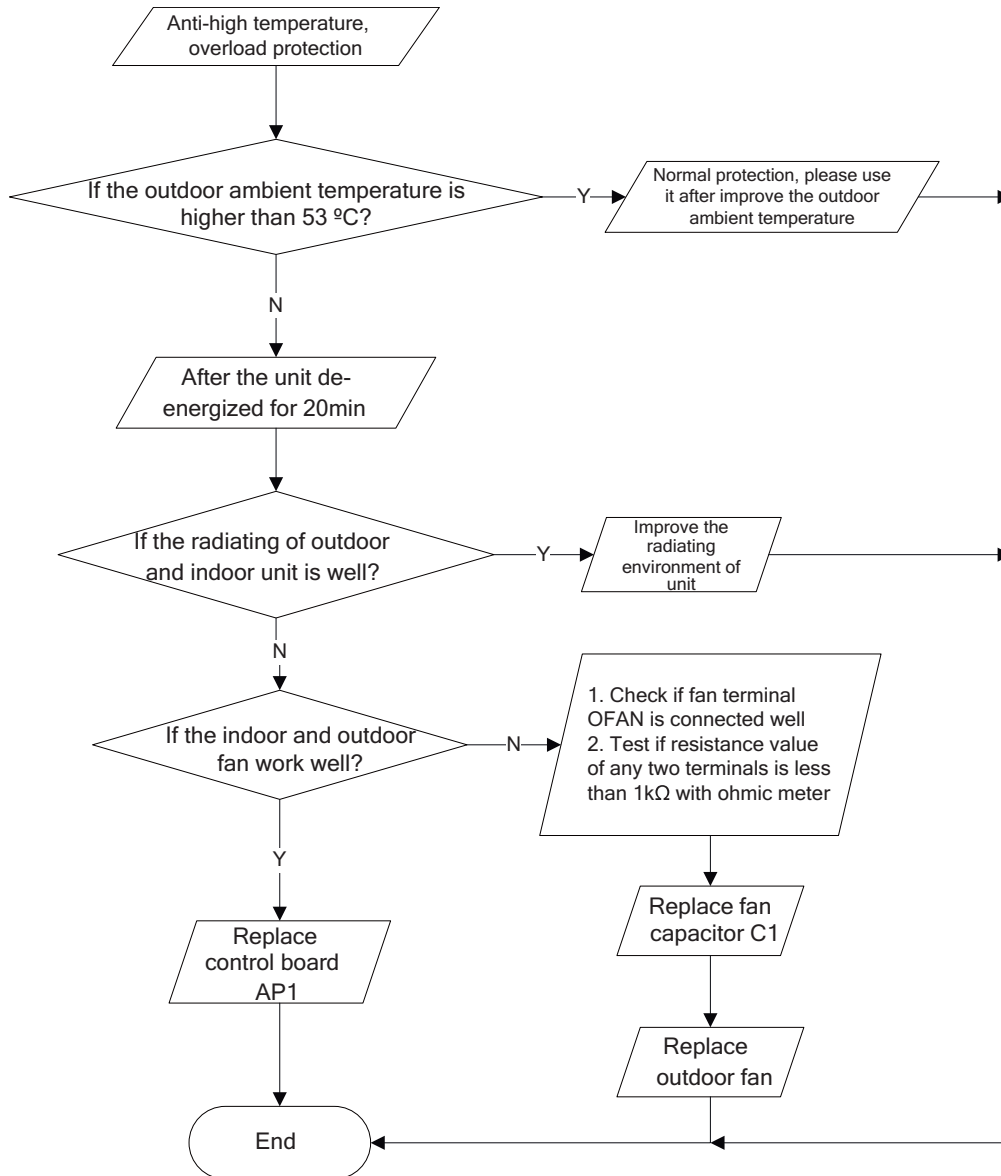 Anti-high temperature,
overload protection
If the outdoor ambient temperature is
higher than 53 ºC?
Y
Normal protection, please use
it after improve the outdoor
ambient temperature
N
After the unit de-
energized for 20min
If the radiating of outdoor
and indoor unit is well?
Y
Improve the
radiating
environment of
unit
N
If the indoor and outdoor
fan work well?
N
1. Check if fan terminal
OFAN is connected well
2. Test if resistance value
of any two terminals is less
than 1kΩ with ohmic meter
Y
Replace fan
capacitor C1
Replace
control board
AP1
Replace
outdoor fan
End